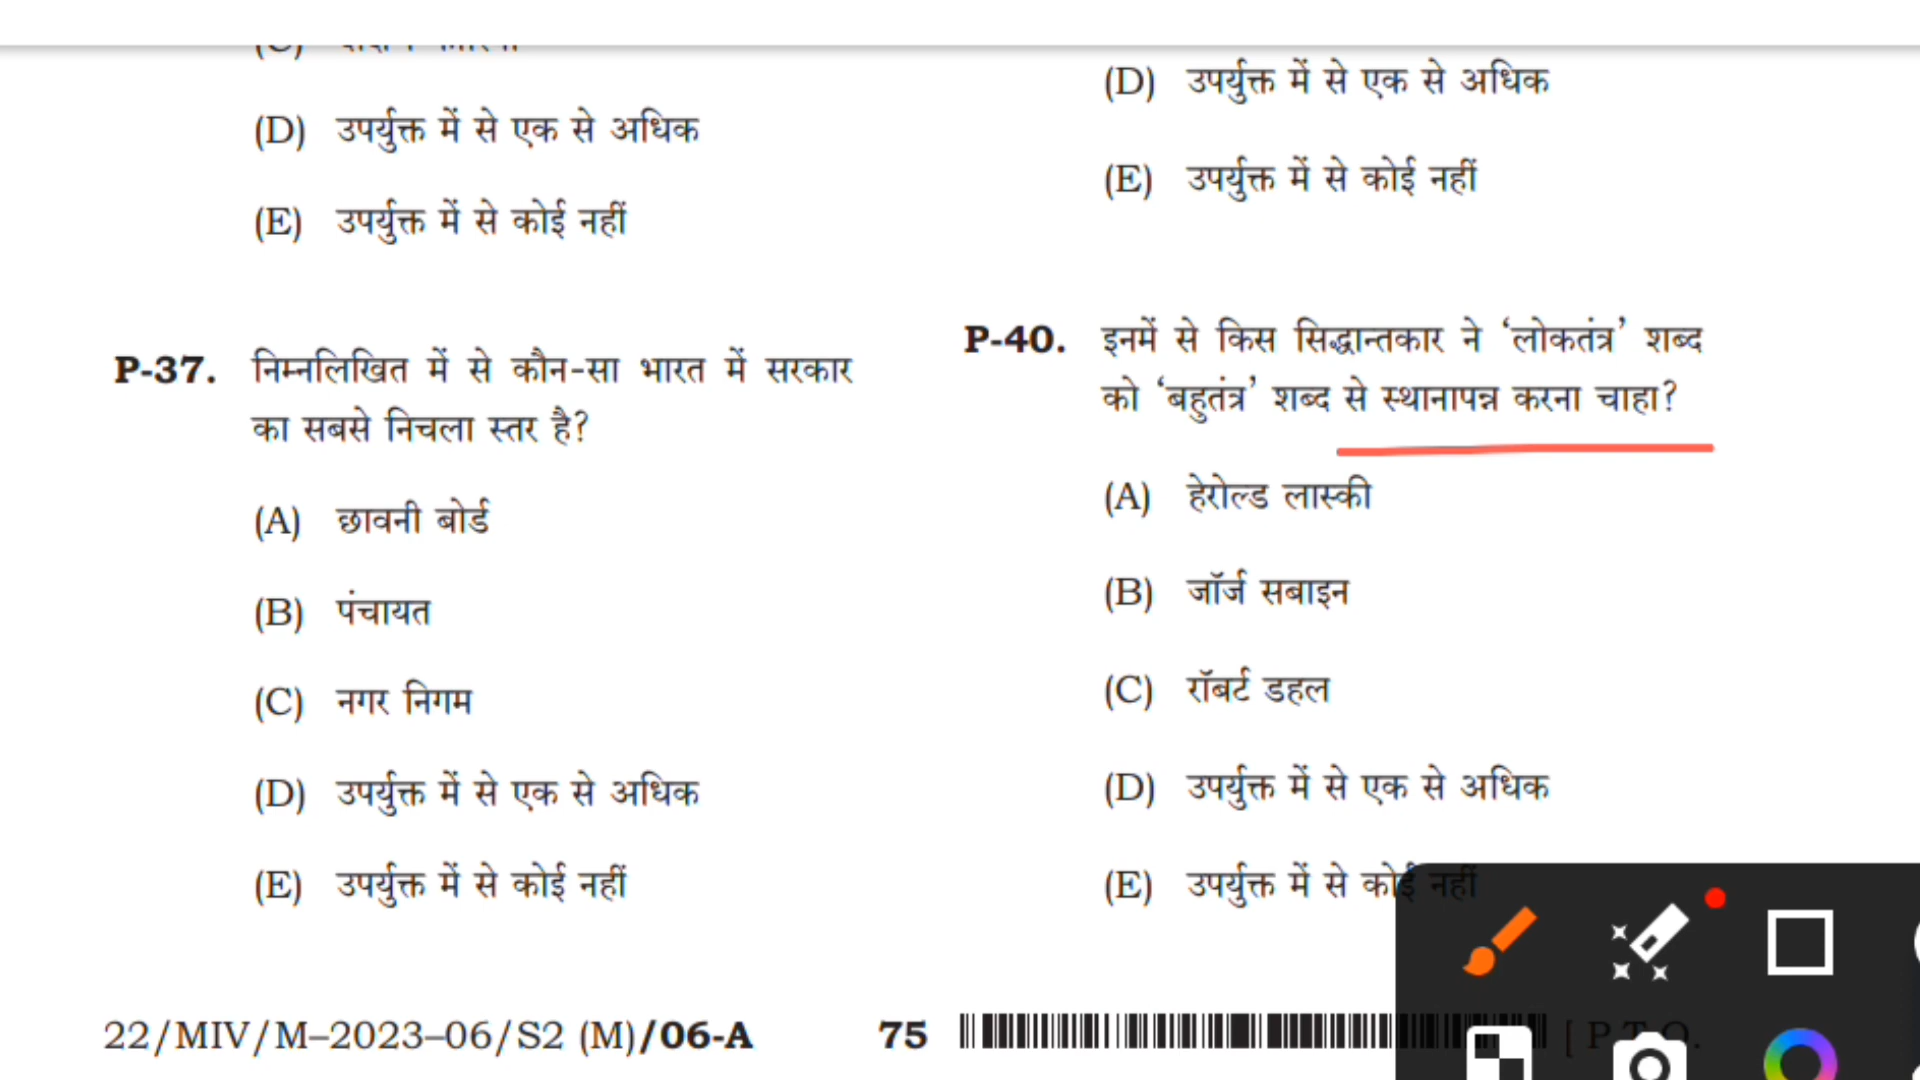 (D) उपर्युक्त में से एक से अधिक
(E) उपर्युक्त में से कोई नहीं
P-37. निम्नलिखित में से कौन-सा भारत में सरकार
का सबसे निचला स्तर है?
(A) छावनी बोर्ड
(B) पंचायत
(C) नगर निगम
(D) उपर्युक्त में से एक से अधिक
(E) उपर्युक्त में से कोई नहीं
(D) उपर्युक्त में से एक से अधिक
(E) उपर्युक्त में से कोई नहीं
P-40. इनमें से किस सिद्धान्तकार ने ‘लोकतंत्र’ शब्द
को ‘बहुतंत्र’ शब्द से स्थानापन्न करना चाहा?
(A) हेरोल्ड लास्की
(B) जॉर्ज सबाइन
(C) रॉबर्ट डहल
(D) उपर्युक्त में से एक से अधिक
(E) उपर्युक्त में से कोई नहीं
22/MIV/M–2023–06/S2 (M)/06-A 75 [ P.T.O.